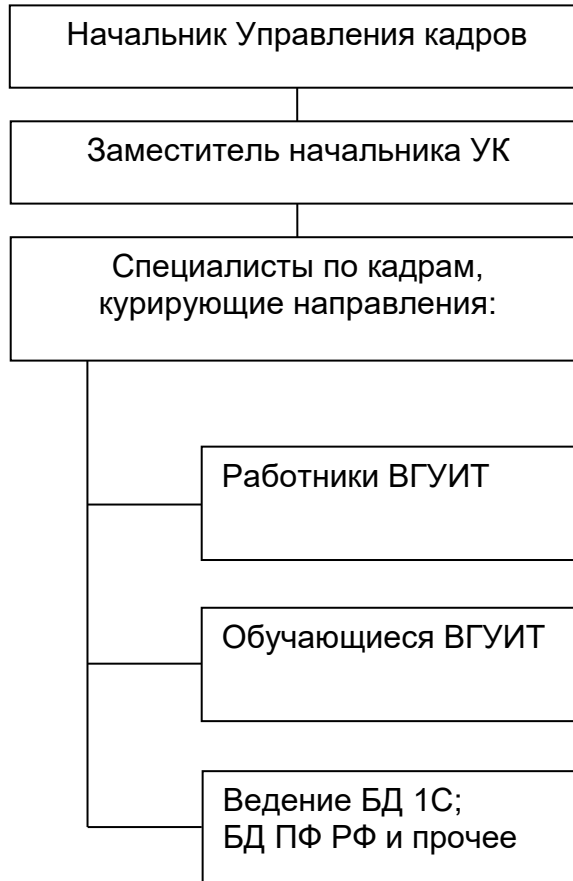 Начальник Управления кадров
Заместитель начальника УК
Специалисты по кадрам,
курирующие направления:
Работники ВГУИТ
Обучающиеся ВГУИТ
Ведение БД 1С;
БД ПФ РФ и прочее